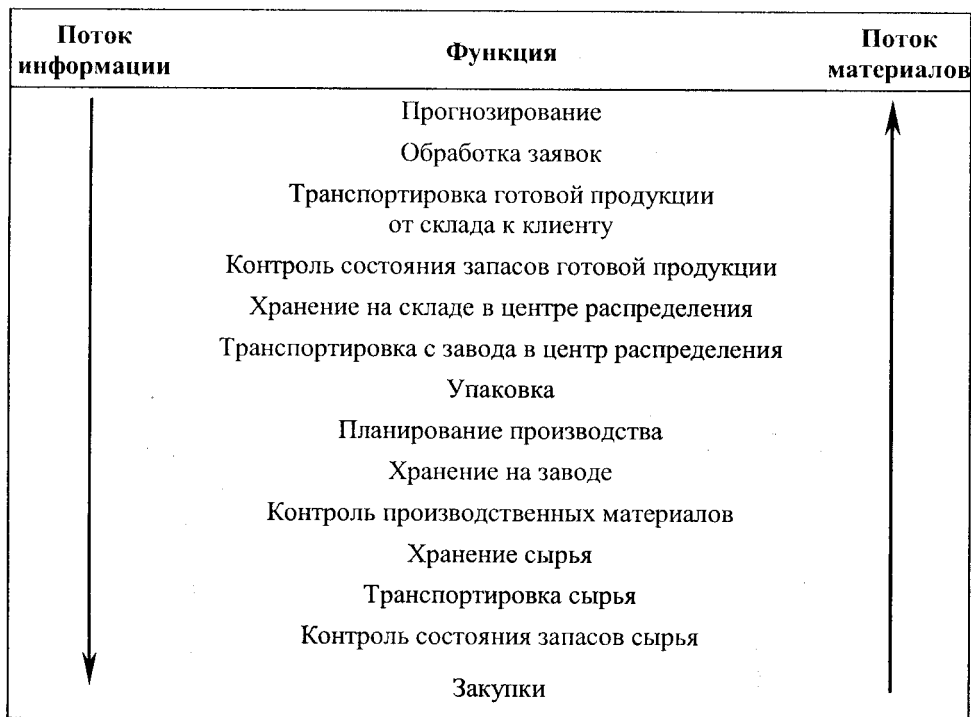 Поток информации
Функция
Поток материалов
Прогнозирование
Обработка заявок
Транспортировка готовой продукции
от склада к клиенту
Контроль состояния запасов готовой продукции
Хранение на складе в центре распределения
Транспортировка с завода в центр распределения
Упаковка
Планирование производства
Хранение на заводе
Контроль производственных материалов
Хранение сырья
Транспортировка сырья
Контроль состояния запасов сырья
Закупки